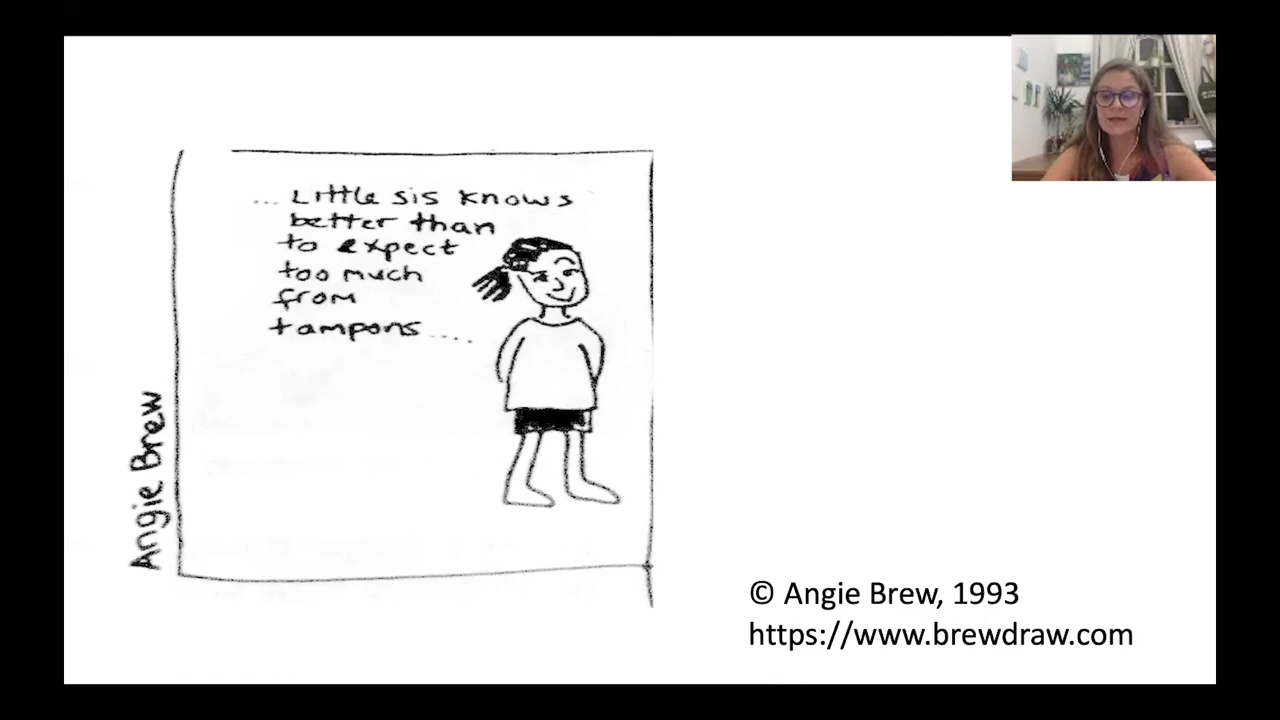 ... Little sis knows
better than
to expect
too much
from
tampons ....
Angie Brew
© Angie Brew, 1993
https://www.brewdraw.com